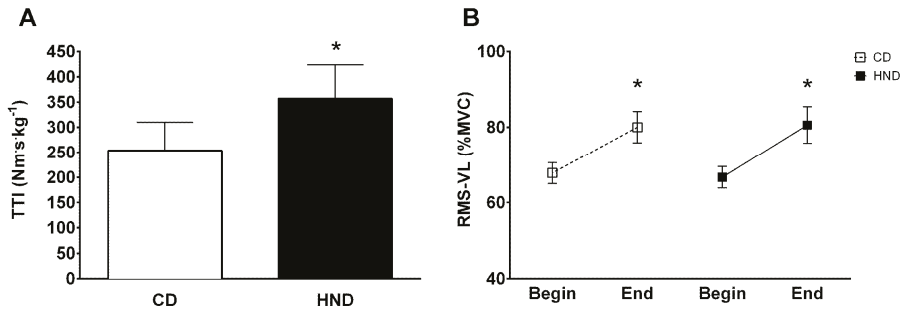 A
TTI (Nm·s·kg⁻¹)
450
400
350
300
250
200
150
100
50
0
*
CD
HND
B
RMS-VL (%MVC)
100
80
60
40
*
*
CD
HND
Begin
End
Begin
End